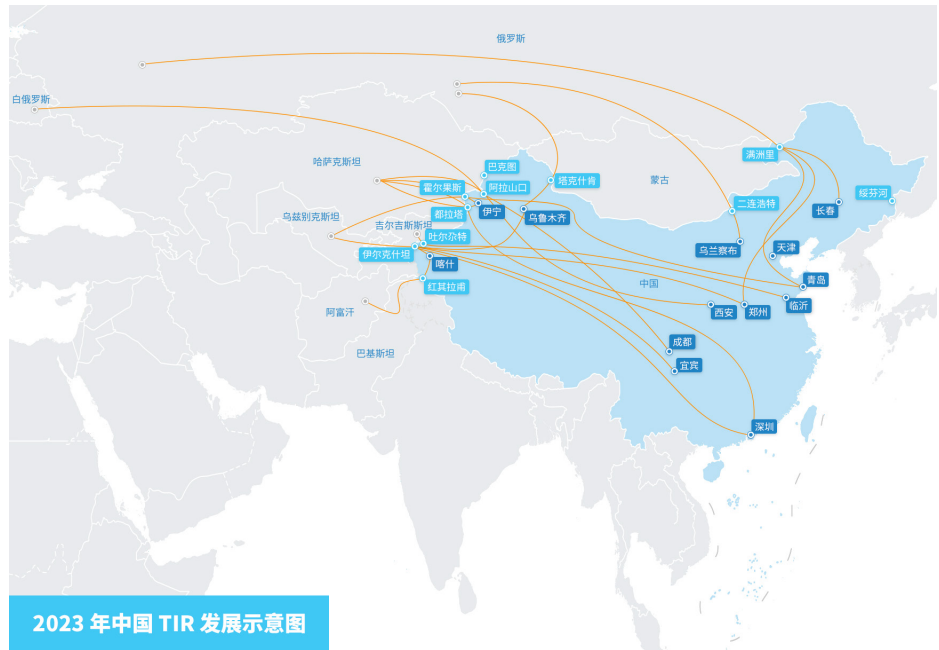 俄罗斯
白俄罗斯
满洲里
哈萨克斯坦
巴克图
塔克什肯
蒙古
霍尔果斯
阿拉山口
绥芬河
二连浩特
长春
都拉塔
伊宁
乌鲁木齐
乌兹别克斯坦
吉尔吉斯斯坦
吐尔尕特
伊尔克什坦
乌兰察布
天津
喀什
红其拉甫
中国
青岛
临沂
西安
郑州
阿富汗
巴基斯坦
成都
宜宾
深圳
2023 年中国 TIR 发展示意图